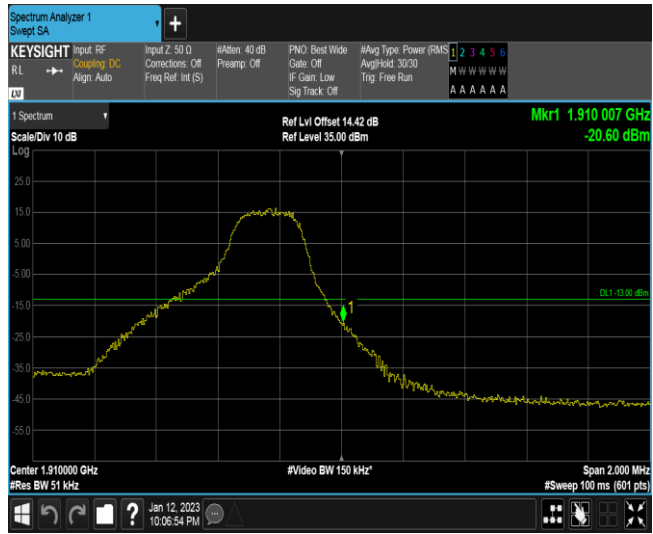 Spectrum Analyzer 1
Swept SA
+
KEYSIGHT
RL
LXI
Input: RF
Coupling: DC
Align: Auto
Input Z: 50 Ω
Corrections: Off
Freq Ref: Int (S)
#Atten: 40 dB
Preamp: Off
PNO: Best Wide
Gate: Off
IF Gain: Low
Sig Track: Off
#Avg Type: Power (RMS
Avg|Hold: 30/30
Trig: Free Run
1 2 3 4 5 6
M W W W W W
A A A A A A
1 Spectrum
Scale/Div 10 dB
Log
Ref Lvl Offset 14.42 dB
Ref Level 35.00 dBm
Mkr1 1.910 007 GHz
-20.60 dBm
25.0
15.0
5.00
-5.00
-15.0
-25.0
-35.0
-45.0
-55.0
DL1 -13.00 dBm
1
Center 1.910000 GHz
#Res BW 51 kHz
#Video BW 150 kHz*
Span 2.000 MHz
#Sweep 100 ms (601 pts)
?
Jan 12, 2023
10:06:54 PM